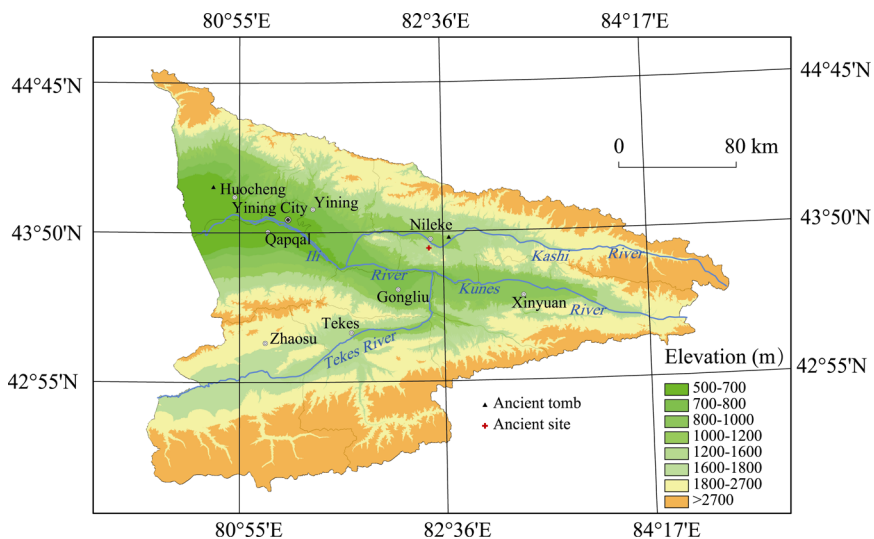 80°55'E
82°36'E
84°17'E
44°45'N
44°45'N
0
80 km
Huocheng
Yining City
Yining
Nileke
43°50'N
43°50'N
Qapqal
Ili
River
Kashi
River
Kunes
River
Gongliu
Xinyuan
Tekes
Zhaosu
Tekes River
42°55'N
42°55'N
Elevation (m)
500-700
700-800
800-1000
1000-1200
1200-1600
1600-1800
1800-2700
>2700
Ancient tomb
Ancient site
80°55'E
82°36'E
84°17'E